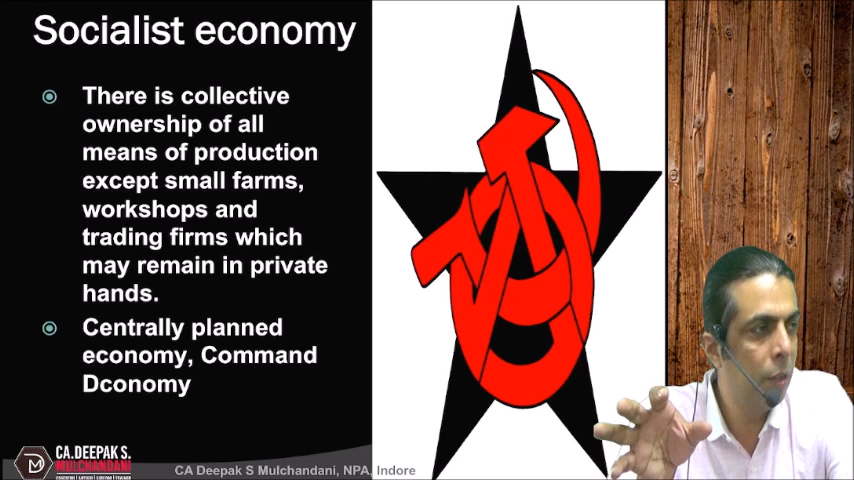 Socialist economy
There is collective
ownership of all
means of production
except small farms,
workshops and
trading firms which
may remain in private
hands.
Centrally planned
economy, Command
Dconomy
CA.DEEPAK S.
MULCHANDANI
CA Deepak S Mulchandani, NPA, Indore